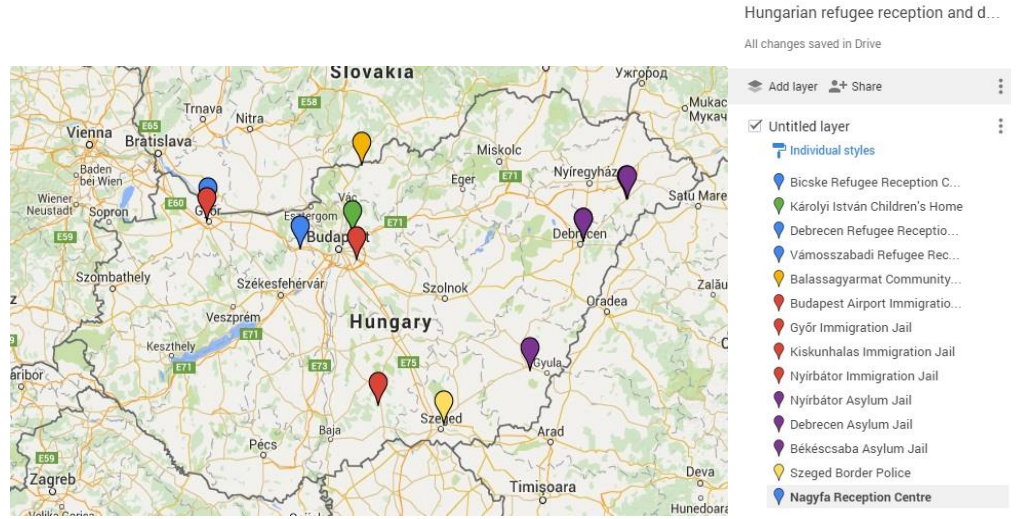 Hungarian refugee reception and d...
All changes saved in Drive
Add layer
Share
Untitled layer
Individual styles
Bicske Refugee Reception C...
Károlyi István Children's Home
Debrecen Refugee Receptio...
Vámosszabadi Refugee Rec...
Balassagyarmat Community...
Budapest Airport Immigratio...
Győr Immigration Jail
Kiskunhalas Immigration Jail
Nyírbátor Immigration Jail
Nyírbátor Asylum Jail
Debrecen Asylum Jail
Békéscsaba Asylum Jail
Szeged Border Police
Nagyfa Reception Centre
Slovakia
Ужгород
E58
Trnava
Nitra
Mukac
Мукач
E65
Vienna
Bratislava
Miskolc
Baden
bei Wien
Eger
E71
Nyíregyház
Wiener
Neustadt
Sopron
E60
Győr
Vác
Esztergom
E71
Satu Mare
E59
Budapest
Debrecen
Szombathely
Székesfehérvár
Szolnok
Zalău
Oradea
Veszprém
Hungary
E71
Keszthely
E71
E73
E75
Gyula
áribor
Szeged
Baja
Arad
Pécs
E59
Zagreb
Deva
Timișoara
Hunedoara
Velika Gorica